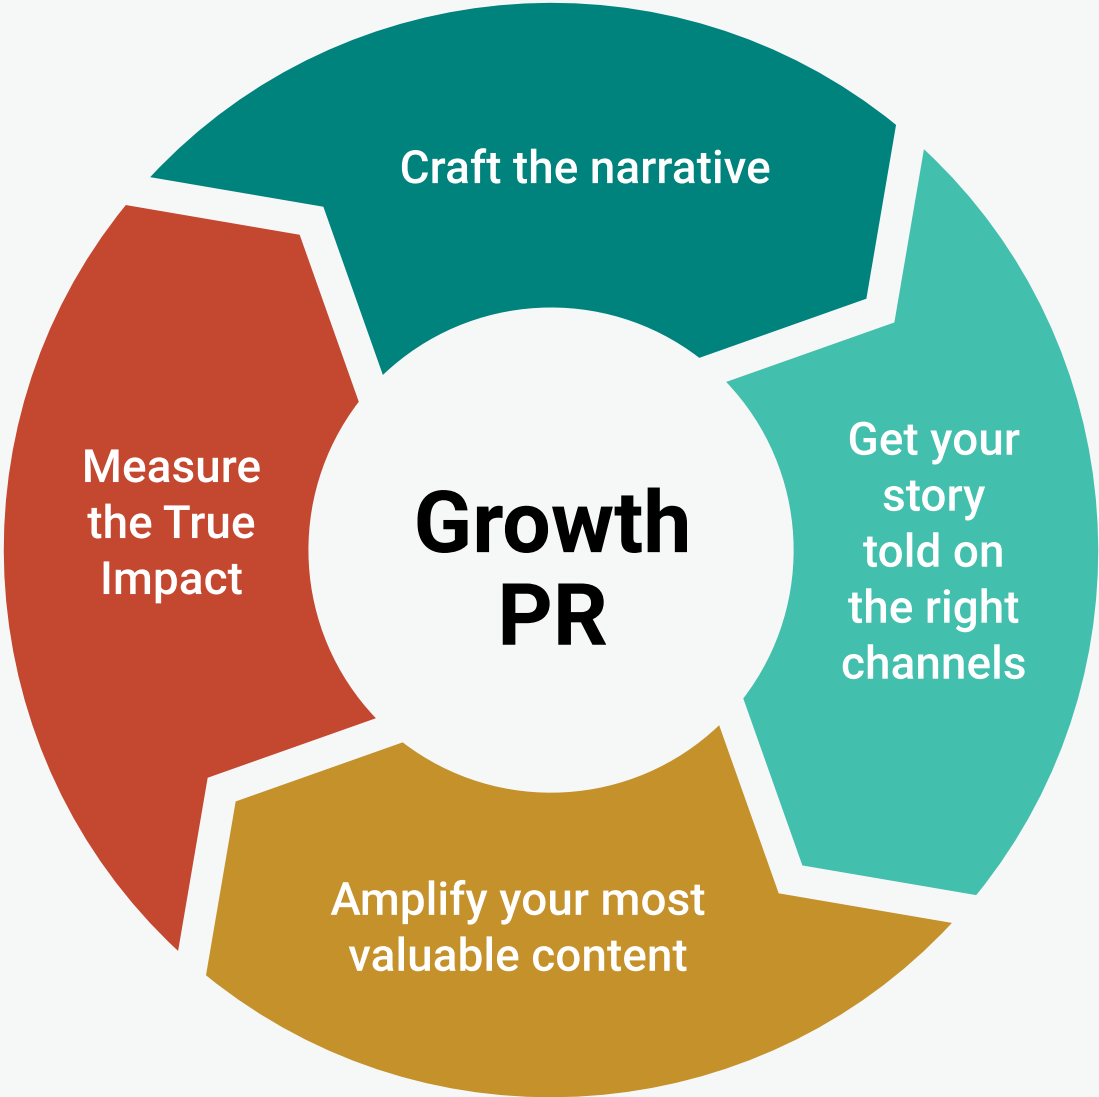 Craft the narrative
Get your
story
told on
the right
channels
Amplify your most
valuable content
Measure
the True
Impact
Growth
PR